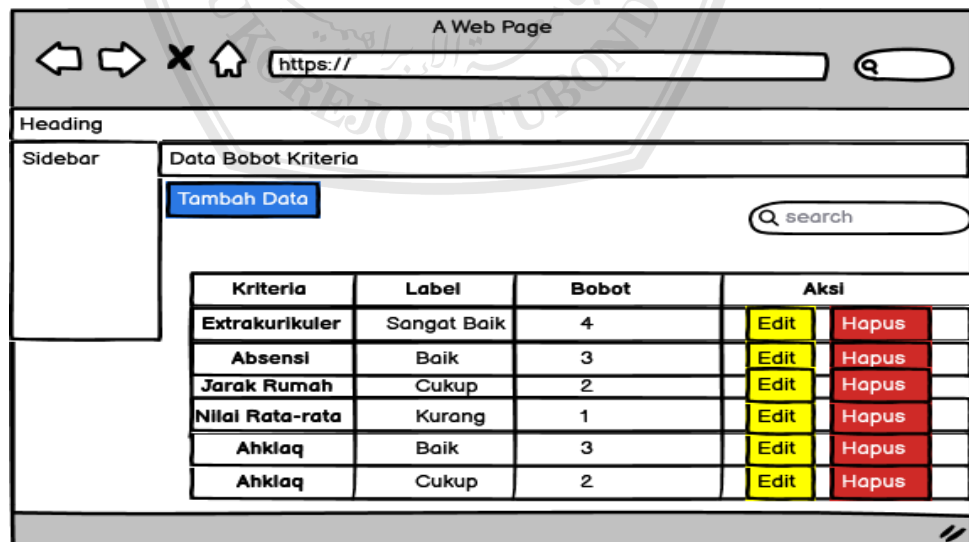 A Web Page
https://
Heading
Sidebar
Data Bobot Kriteria
Tambah Data
search
Kriteria Label Bobot Aksi
Extrakurikuler Sangat Baik 4 Edit Hapus
Absensi Baik 3 Edit Hapus
Jarak Rumah Cukup 2 Edit Hapus
Nilai Rata-rata Kurang 1 Edit Hapus
Ahklaq Baik 3 Edit Hapus
Ahklaq Cukup 2 Edit Hapus